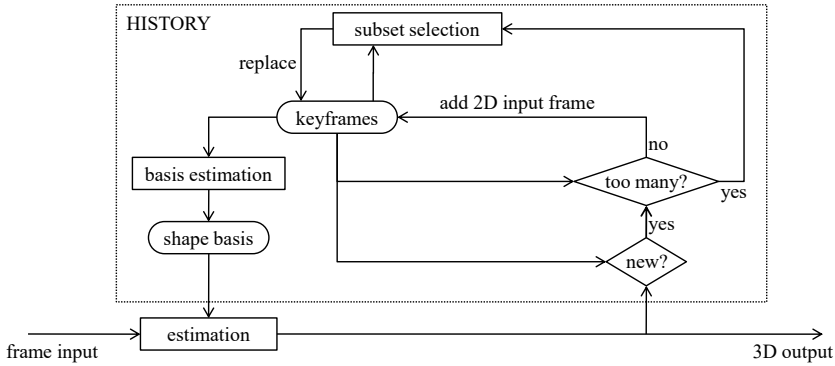 HISTORY
subset selection
replace
keyframes
add 2D input frame
no
basis estimation
too many?
yes
shape basis
yes
new?
estimation
frame input
3D output